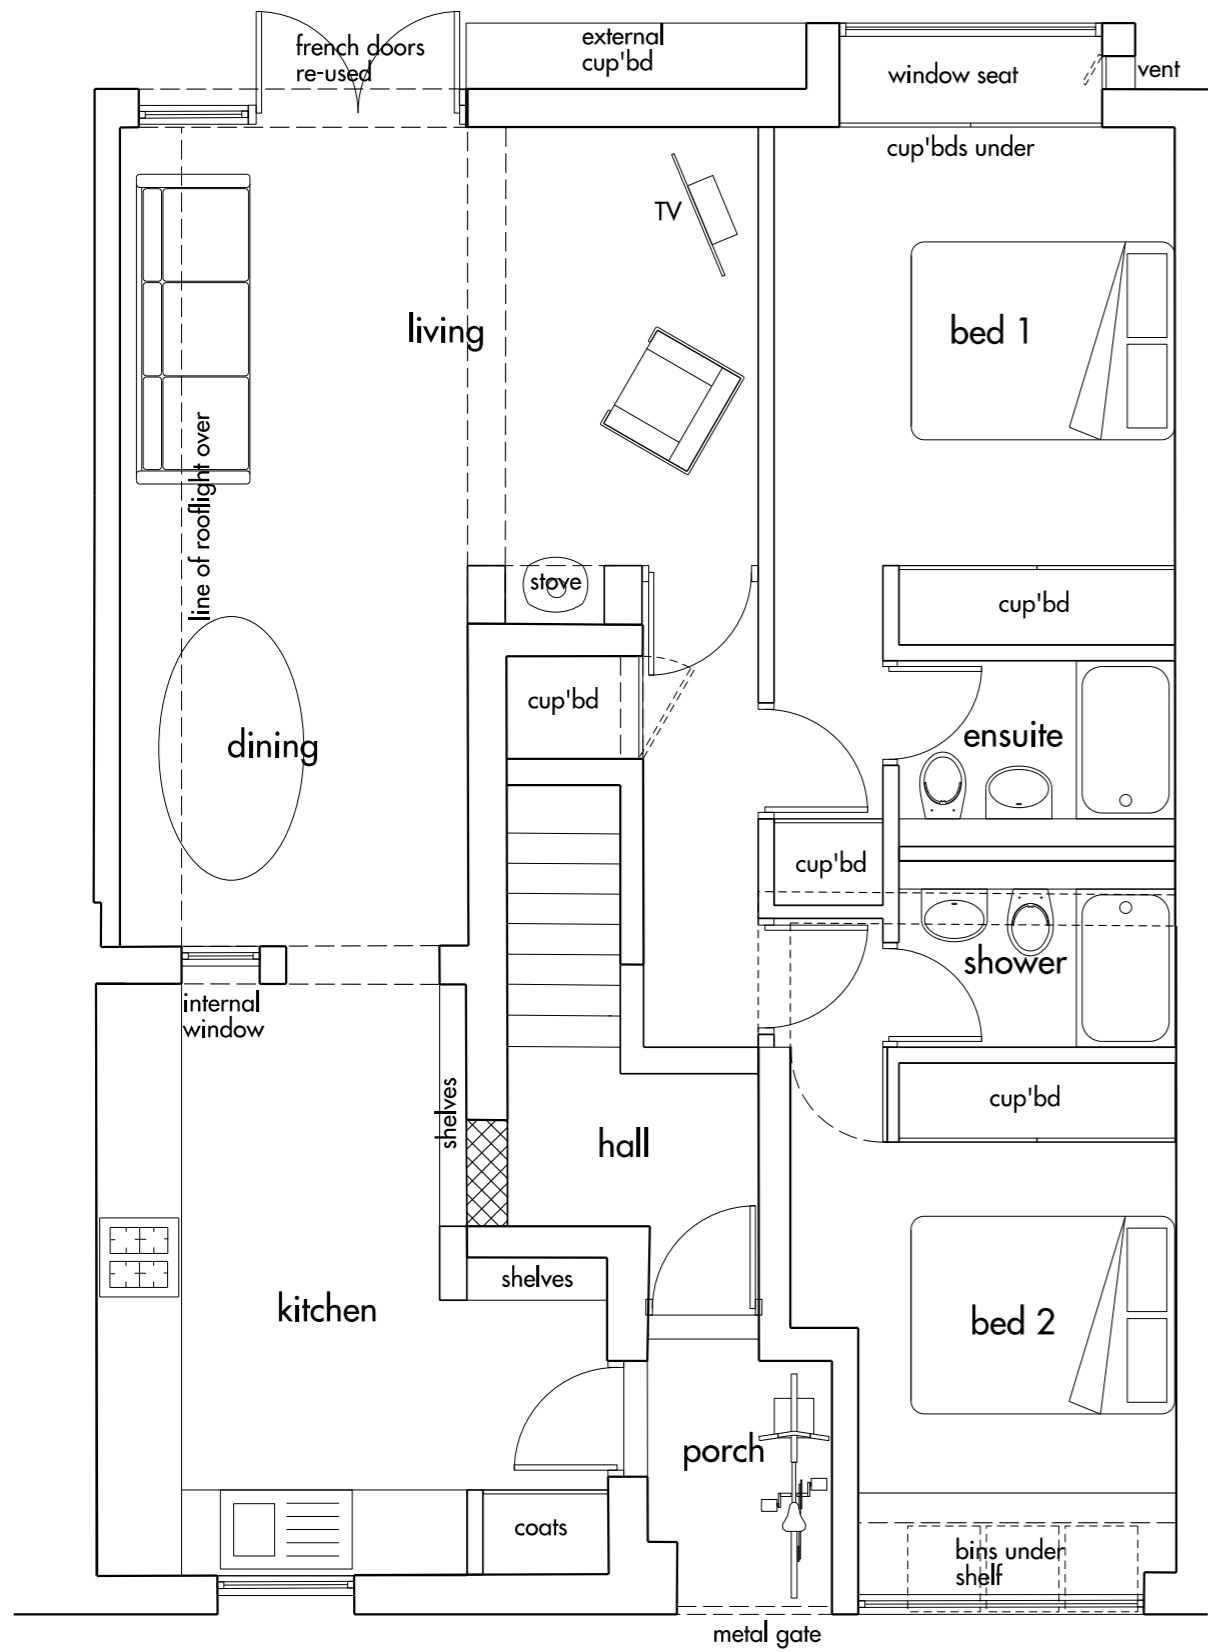 french doors
re-used
external
cup'bd
window seat
vent
cup'bds under
TV
living
bed 1
line of rooflight over
stove
cup'bd
cup'bd
dining
ensuite
cup'bd
shower
internal
window
shelves
hall
cup'bd
shelves
kitchen
bed 2
porch
coats
bins under
shelf
metal gate